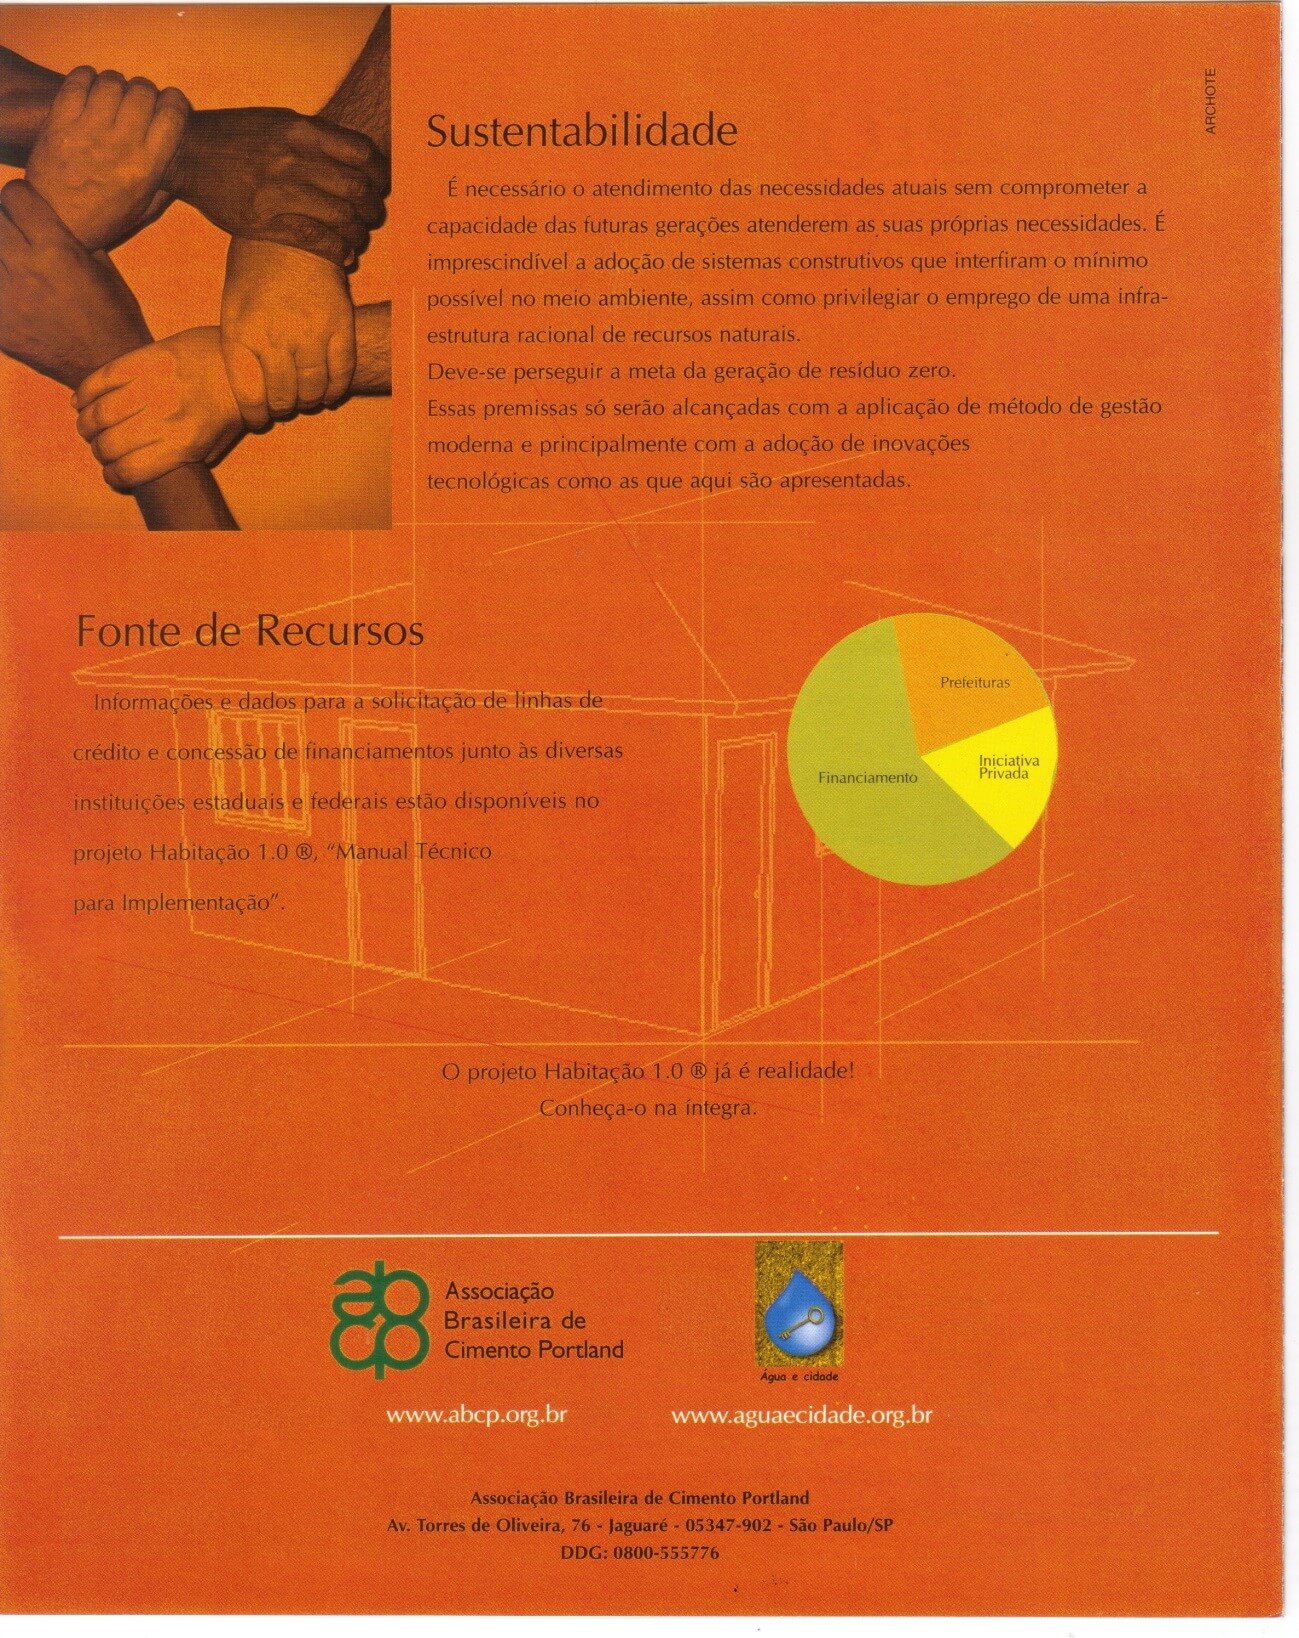 ARCHOTE
Sustentabilidade
É necessário o atendimento das necessidades atuais sem comprometer a
capacidade das futuras gerações atenderem as suas próprias necessidades. É
imprescindível a adoção de sistemas construtivos que interfiram o mínimo
possível no meio ambiente, assim como privilegiar o emprego de uma infra-
estrutura racional de recursos naturais.
Deve-se perseguir a meta da geração de resíduo zero.
Essas premissas só serão alcançadas com a aplicação de método de gestão
moderna e principalmente com a adoção de inovações
tecnológicas como as que aqui são apresentadas.
Fonte de Recursos
Informações e dados para a solicitação de linhas de
crédito e concessão de financiamentos junto às diversas
instituições estaduais e federais estão disponíveis no
projeto Habitação 1.0 ®, “Manual Técnico
para Implementação”.
Prefeituras
Iniciativa
Privada
Financiamento
O projeto Habitação 1.0 ® já é realidade!
Conheça-o na íntegra.
abcp
Associação
Brasileira de
Cimento Portland
Água e cidade
www.abcp.org.br
www.aguaecidade.org.br
Associação Brasileira de Cimento Portland
Av. Torres de Oliveira, 76 - Jaguaré - 05347-902 - São Paulo/SP
DDG: 0800-555776